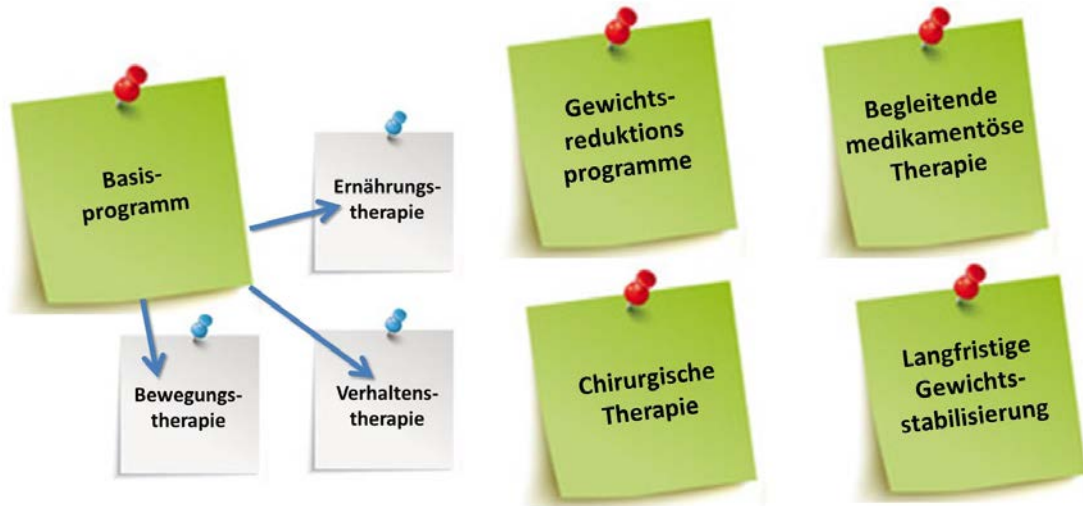 Basis-
programm
Ernährungs-
therapie
Bewegungs-
therapie
Verhaltens-
therapie
Gewichts-
reduktions
programme
Begleitende
medikamentöse
Therapie
Chirurgische
Therapie
Langfristige
Gewichts-
stabilisierung